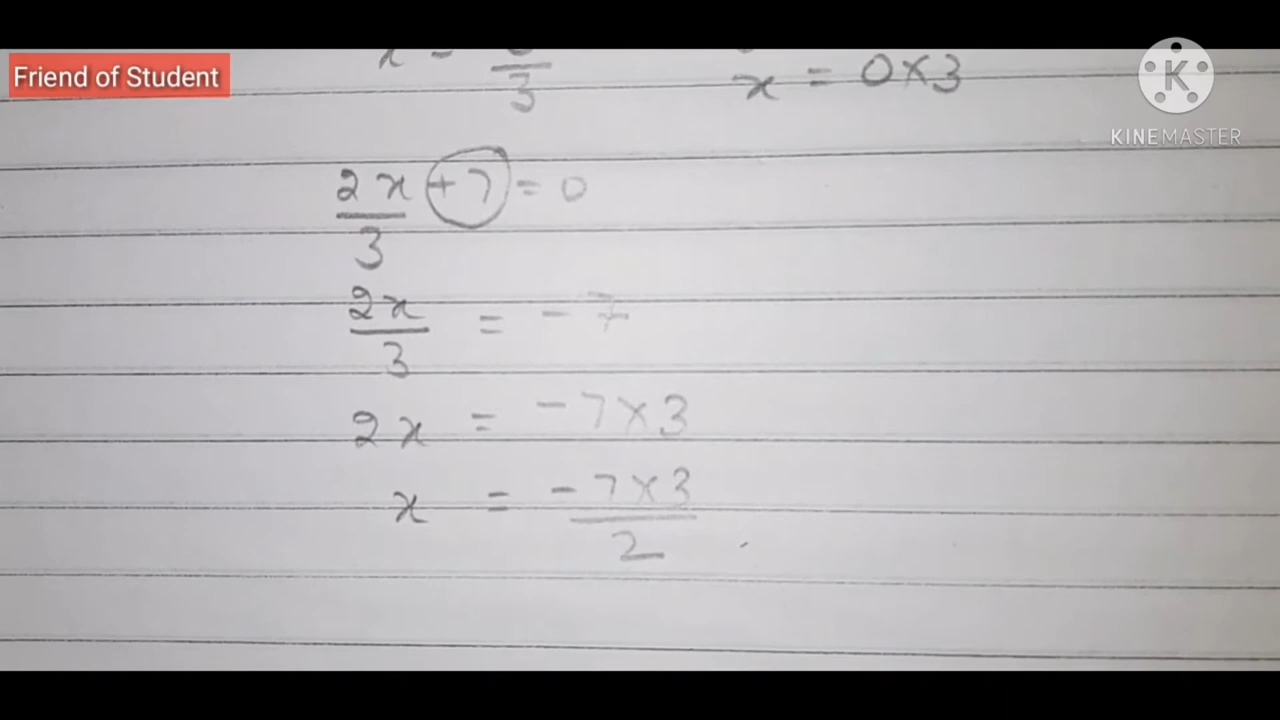 Friend of Student
x = 
3
x = 0×3
K
KINEMASTER
2x/3 +7 = 0
2x/3 = -7
2x = -7×3
x = -7×3/2